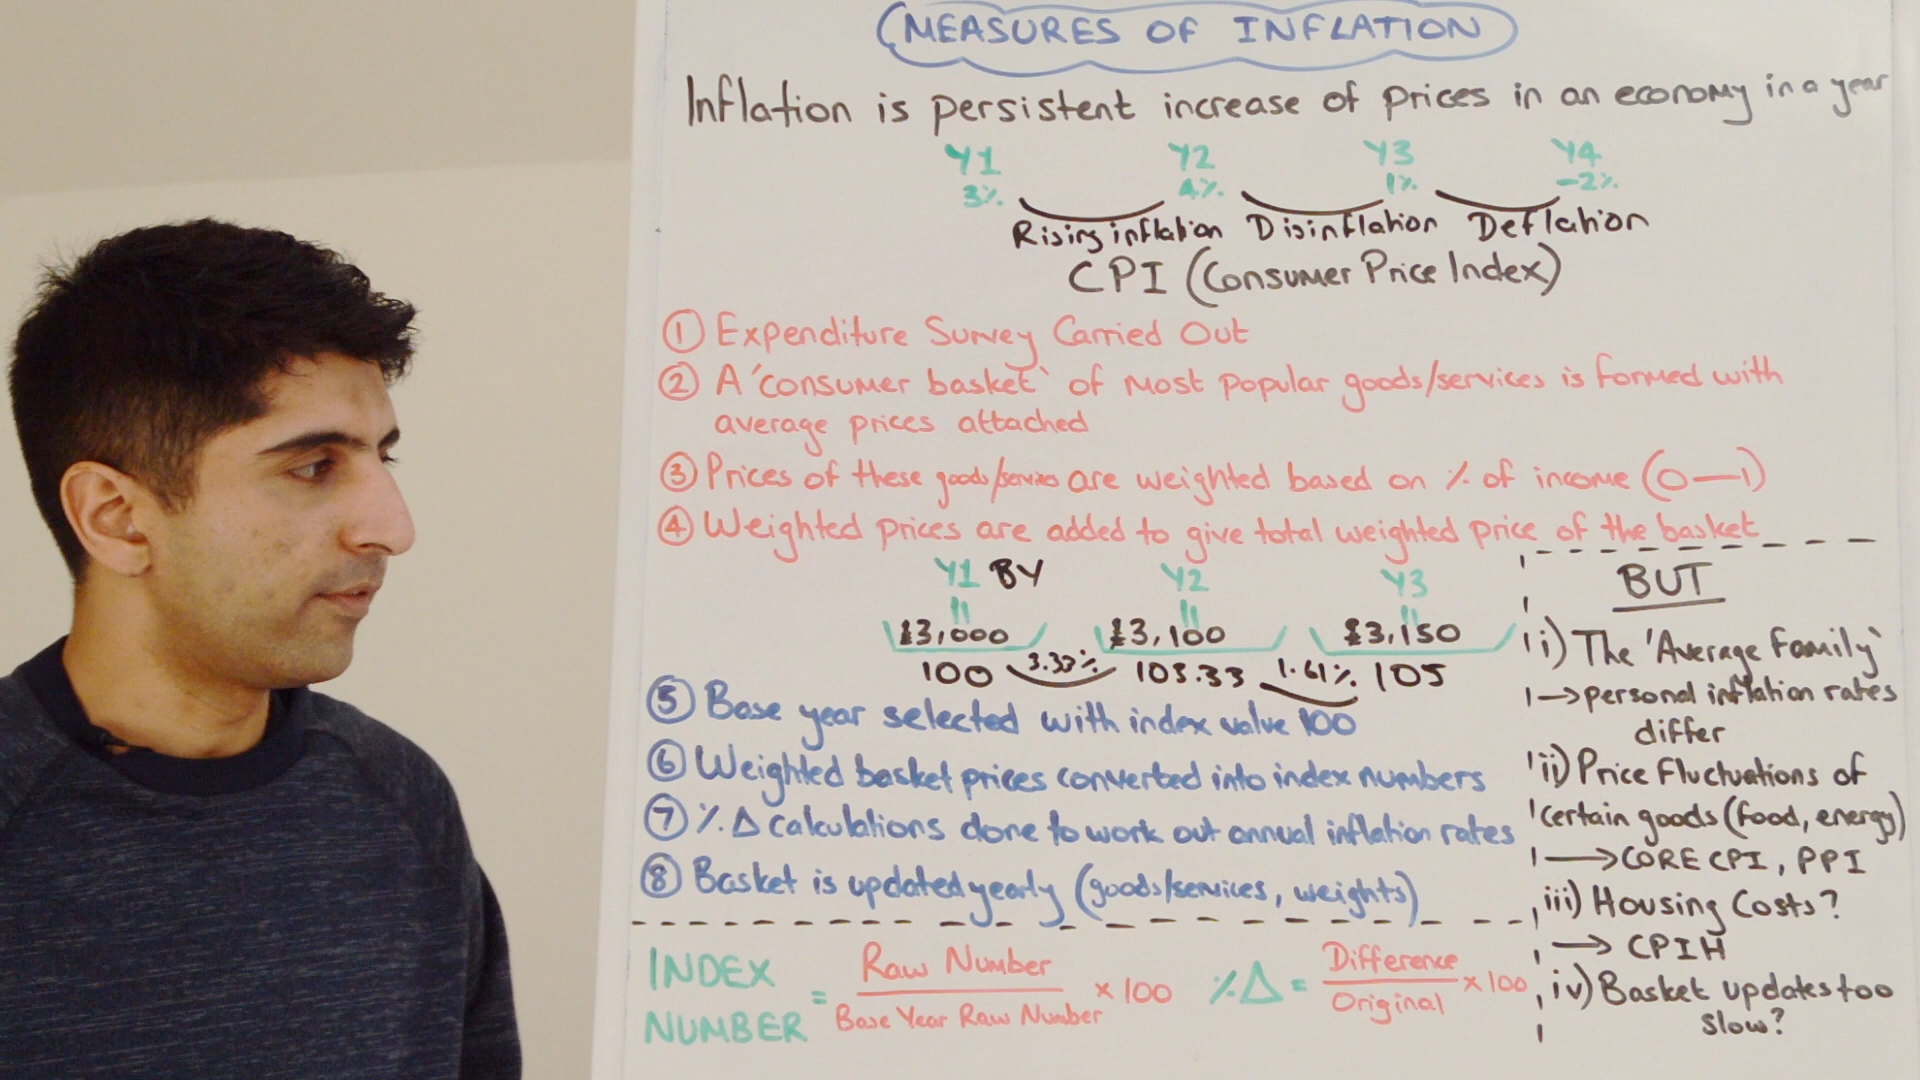 MEASURES OF INFLATION
Inflation is persistent increase of prices in an economy in a year
Y1 Y2 Y3 Y4
3% 4% 1% -2%
Rising inflation Disinflation Deflation
CPI (Consumer Price Index)
① Expenditure Survey Carried Out
② A 'consumer basket' of most popular goods/services is formed with
average prices attached
③ Prices of these goods/services are weighted based on % of income (0—1)
④ Weighted prices are added to give total weighted price of the basket
Y1 BY Y2 Y3
£3,000 £3,100 £3,150
100 3.33% 103.33 1.61% 105
⑤ Base year selected with index value 100
⑥ Weighted basket prices converted into index numbers
⑦ % Δ calculations done to work out annual inflation rates
⑧ Basket is updated yearly (goods/services, weights)
INDEX NUMBER = Raw Number / Base Year Raw Number × 100
%Δ = Difference / Original × 100
BUT
i) The 'Average Family'
→ personal inflation rates
differ
ii) Price Fluctuations of
certain goods (food, energy)
→ CORE CPI, PPI
iii) Housing Costs?
→ CPIH
iv) Basket updates too
slow?